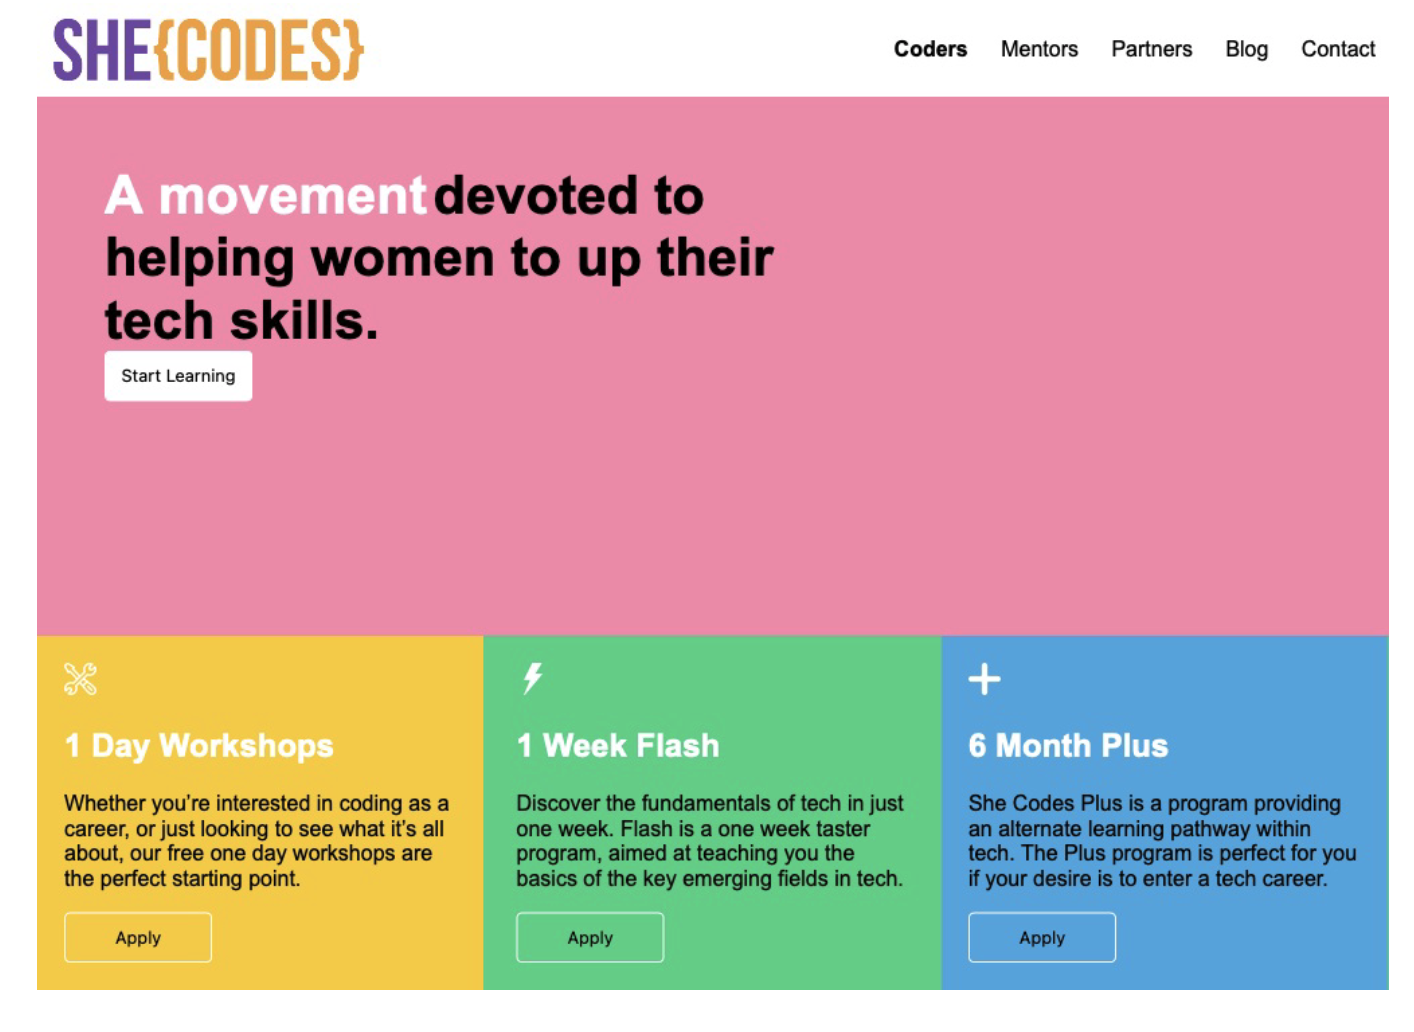 SHE{CODES}
Coders Mentors Partners Blog Contact
A movement devoted to
helping women to up their
tech skills.
Start Learning
1 Day Workshops
Whether you’re interested in coding as a
career, or just looking to see what it’s all
about, our free one day workshops are
the perfect starting point.
Apply
1 Week Flash
Discover the fundamentals of tech in just
one week. Flash is a one week taster
program, aimed at teaching you the
basics of the key emerging fields in tech.
Apply
6 Month Plus
She Codes Plus is a program providing
an alternate learning pathway within
tech. The Plus program is perfect for you
if your desire is to enter a tech career.
Apply